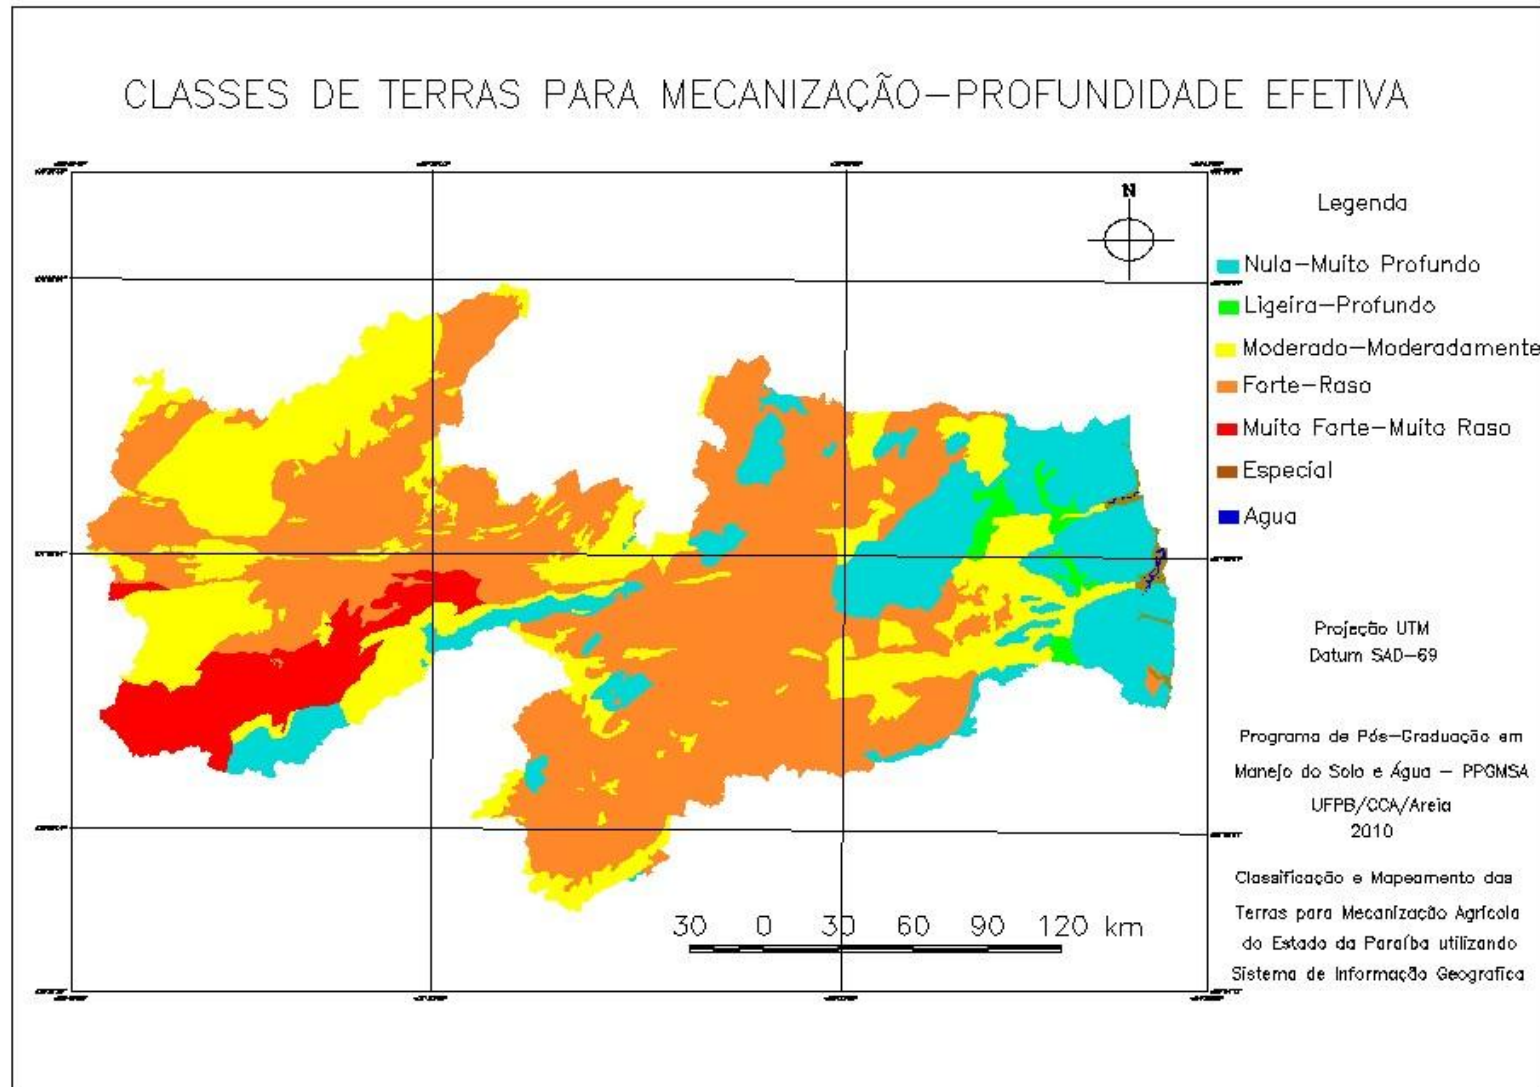 CLASSES DE TERRAS PARA MECANIZAÇÃO-PROFUNDIDADE EFETIVA
N
Legenda
Nula-Muito Profundo
Ligeira-Profundo
Moderado-Moderadamente
Forte-Raso
Muito Forte-Muito Raso
Especial
Agua
Projeção UTM
Datum SAD-69
Programa de Pós-Graduação em
Manejo do Solo e Água - PPGMSA
UFPB/CCA/Areia
2010
Classificação e Mapeamento das
Terras para Mecanização Agrícola
do Estado da Paraíba utilizando
Sistema de Informação Geografica
30 0 30 60 90 120 km